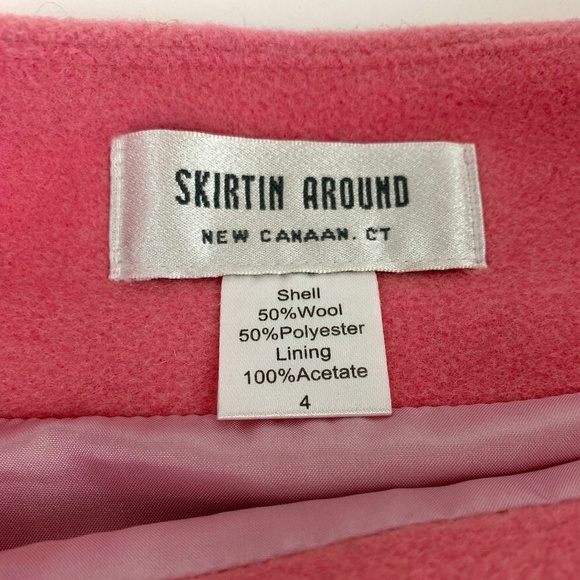 SKIRTIN AROUND
NEW CANAAN. CT
Shell
50%Wool
50%Polyester
Lining
100%Acetate
4